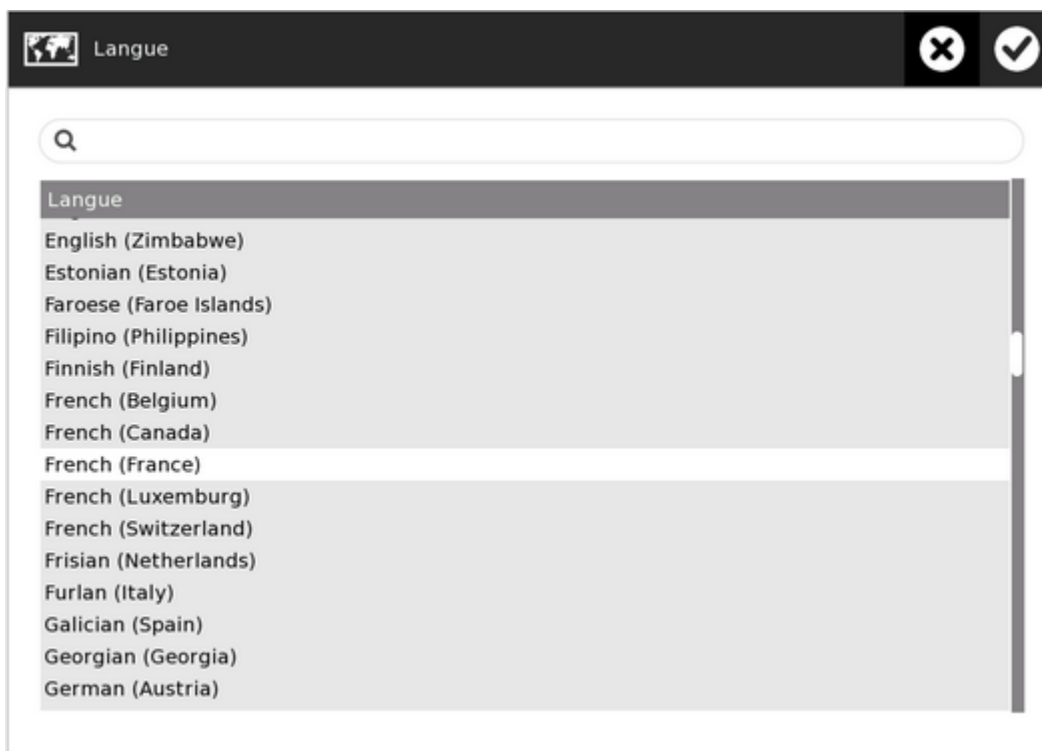 Langue
Langue
English (Zimbabwe)
Estonian (Estonia)
Faroese (Faroe Islands)
Filipino (Philippines)
Finnish (Finland)
French (Belgium)
French (Canada)
French (France)
French (Luxemburg)
French (Switzerland)
Frisian (Netherlands)
Furlan (Italy)
Galician (Spain)
Georgian (Georgia)
German (Austria)